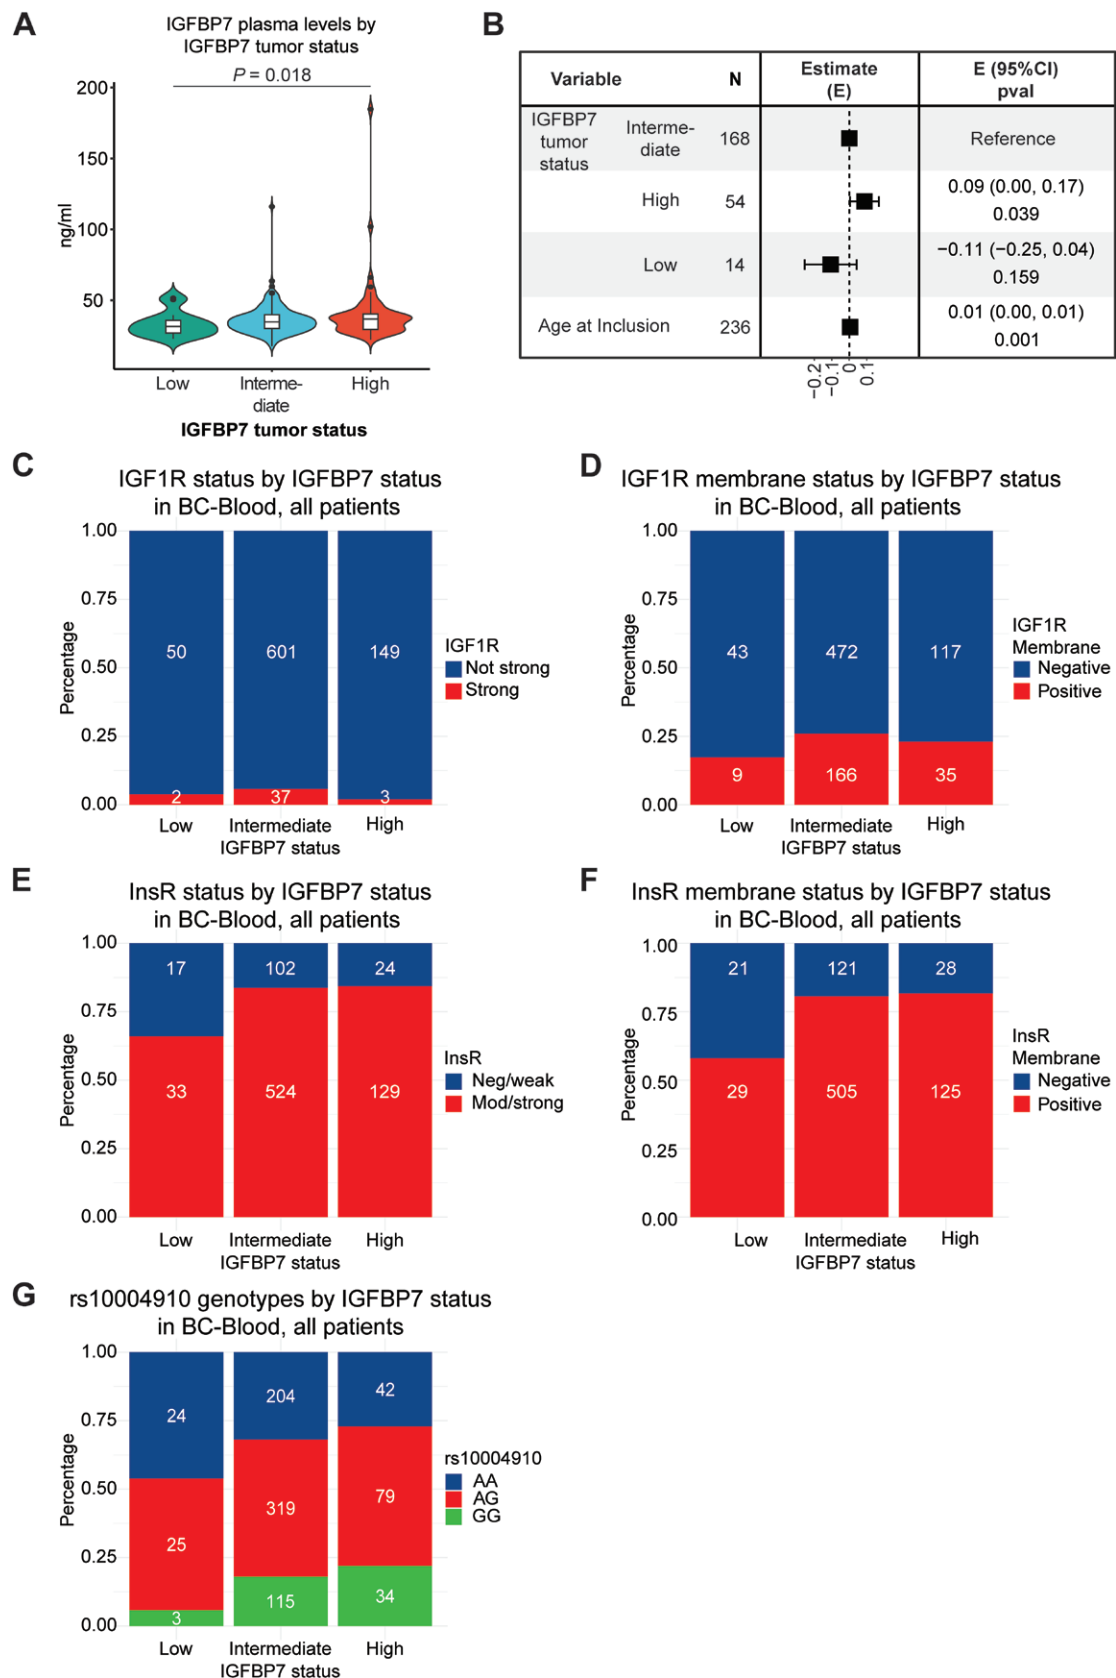 A
IGFBP7 plasma levels by
IGFBP7 tumor status
P = 0.018
200
150
100
50
ng/ml
Low
Interme-
diate
High
IGFBP7 tumor status
B
Variable N Estimate (E) E (95%CI) pval
IGFBP7 tumor status Interme-diate 168 Reference
High 54 0.09 (0.00, 0.17)
0.039
Low 14 −0.11 (−0.25, 0.04)
0.159
Age at Inclusion 236 0.01 (0.00, 0.01)
0.001
−0.2 −0.1 0 0.1
C
IGF1R status by IGFBP7 status
in BC-Blood, all patients
1.00
0.75
0.50
0.25
0.00
Percentage
50 601 149
2 37 3
Low Intermediate High
IGFBP7 status
IGF1R
Not strong
Strong
D
IGF1R membrane status by IGFBP7 status
in BC-Blood, all patients
1.00
0.75
0.50
0.25
0.00
Percentage
43 472 117
9 166 35
Low Intermediate High
IGFBP7 status
IGF1R
Membrane
Negative
Positive
E
InsR status by IGFBP7 status
in BC-Blood, all patients
1.00
0.75
0.50
0.25
0.00
Percentage
17 102 24
33 524 129
Low Intermediate High
IGFBP7 status
InsR
Neg/weak
Mod/strong
F
InsR membrane status by IGFBP7 status
in BC-Blood, all patients
1.00
0.75
0.50
0.25
0.00
Percentage
21 121 28
29 505 125
Low Intermediate High
IGFBP7 status
InsR
Membrane
Negative
Positive
G
rs10004910 genotypes by IGFBP7 status
in BC-Blood, all patients
1.00
0.75
0.50
0.25
0.00
Percentage
24 204 42
25 319 79
3 115 34
Low Intermediate High
IGFBP7 status
rs10004910
AA
AG
GG